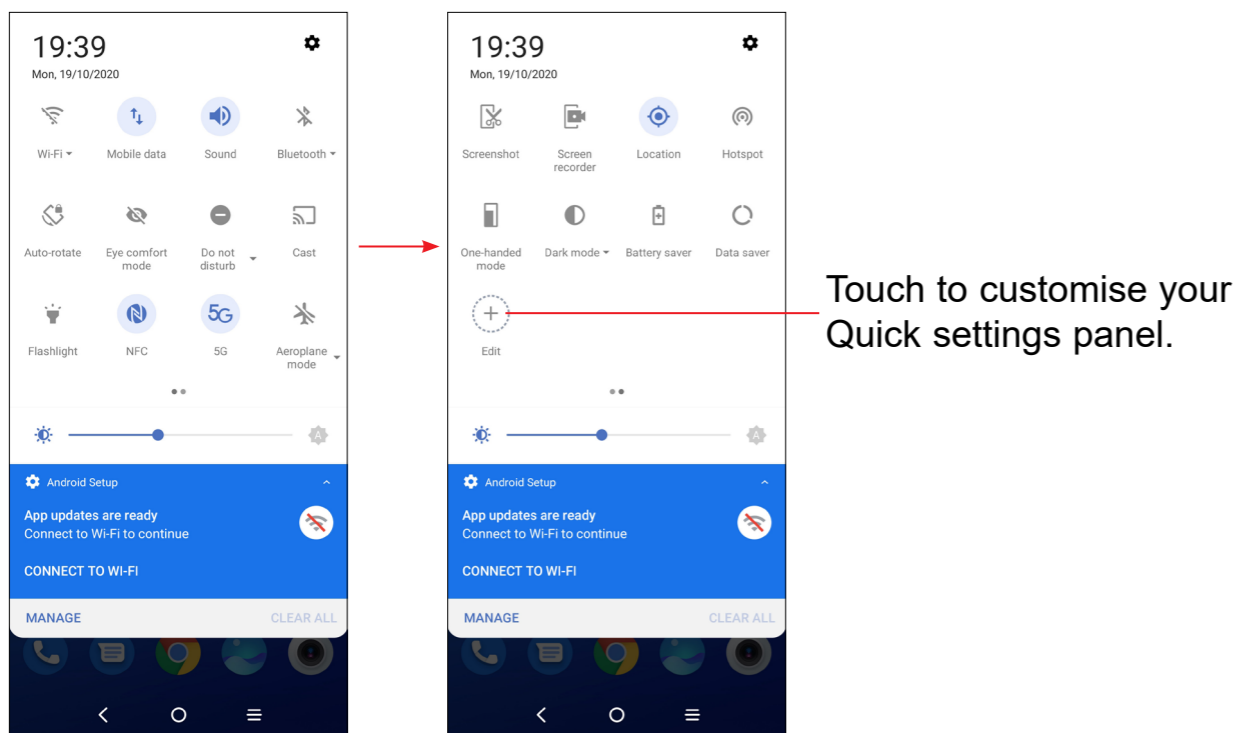 19:39
Mon, 19/10/2020
Wi-Fi
Mobile data
Sound
Bluetooth
Auto-rotate
Eye comfort
mode
Do not
disturb
Cast
5G
Flashlight
NFC
5G
Aeroplane
mode
A
Android Setup
App updates are ready
Connect to Wi-Fi to continue
CONNECT TO WI-FI
MANAGE
CLEAR ALL
19:39
Mon, 19/10/2020
Screenshot
Screen
recorder
Location
Hotspot
One-handed
mode
Dark mode
Battery saver
Data saver
Edit
A
Android Setup
App updates are ready
Connect to Wi-Fi to continue
CONNECT TO WI-FI
MANAGE
CLEAR ALL
Touch to customise your
Quick settings panel.